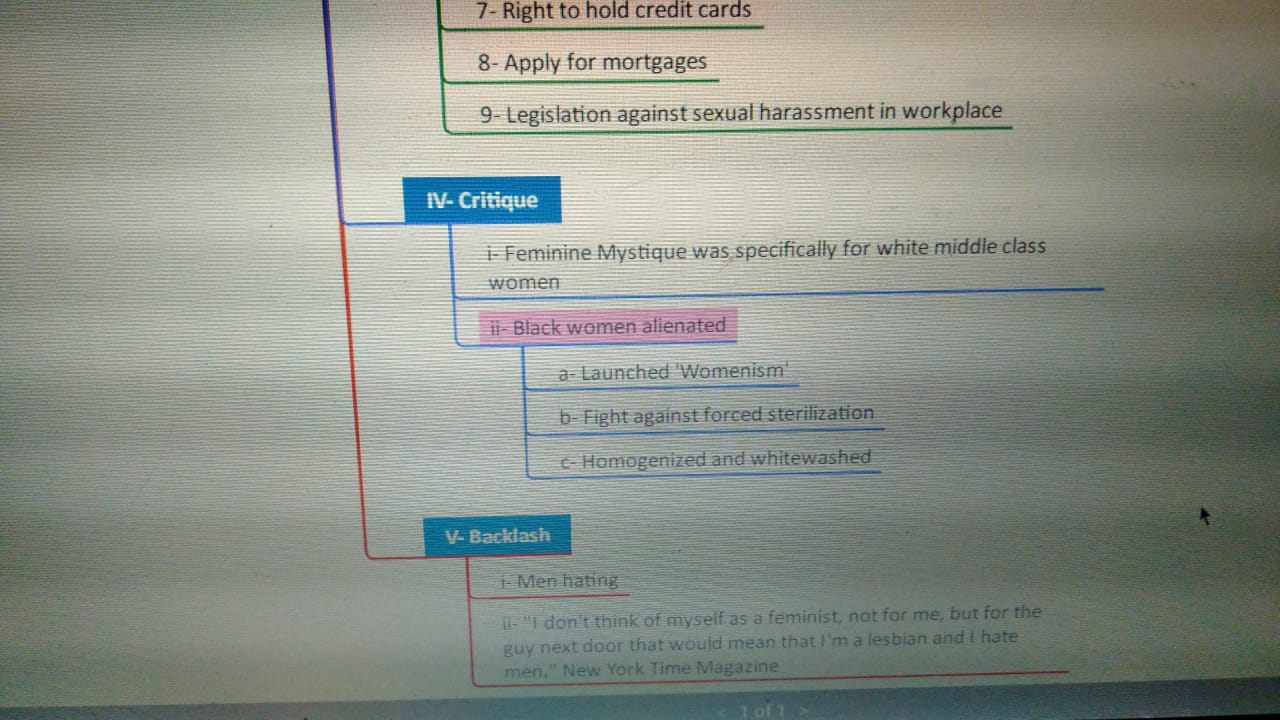 7- Right to hold credit cards
8- Apply for mortgages
9- Legislation against sexual harassment in workplace
IV- Critique
i- Feminine Mystique was specifically for white middle class
women
ii- Black women alienated
a- Launched 'Womenism'
b- Fight against forced sterilization
c- Homogenized and whitewashed
V- Backlash
i- Men hating
ii- "I don't think of myself as a feminist, not for me, but for the
guy next door that would mean that I'm a lesbian and I hate
men." New York Time Magazine
< 1 of 1 >